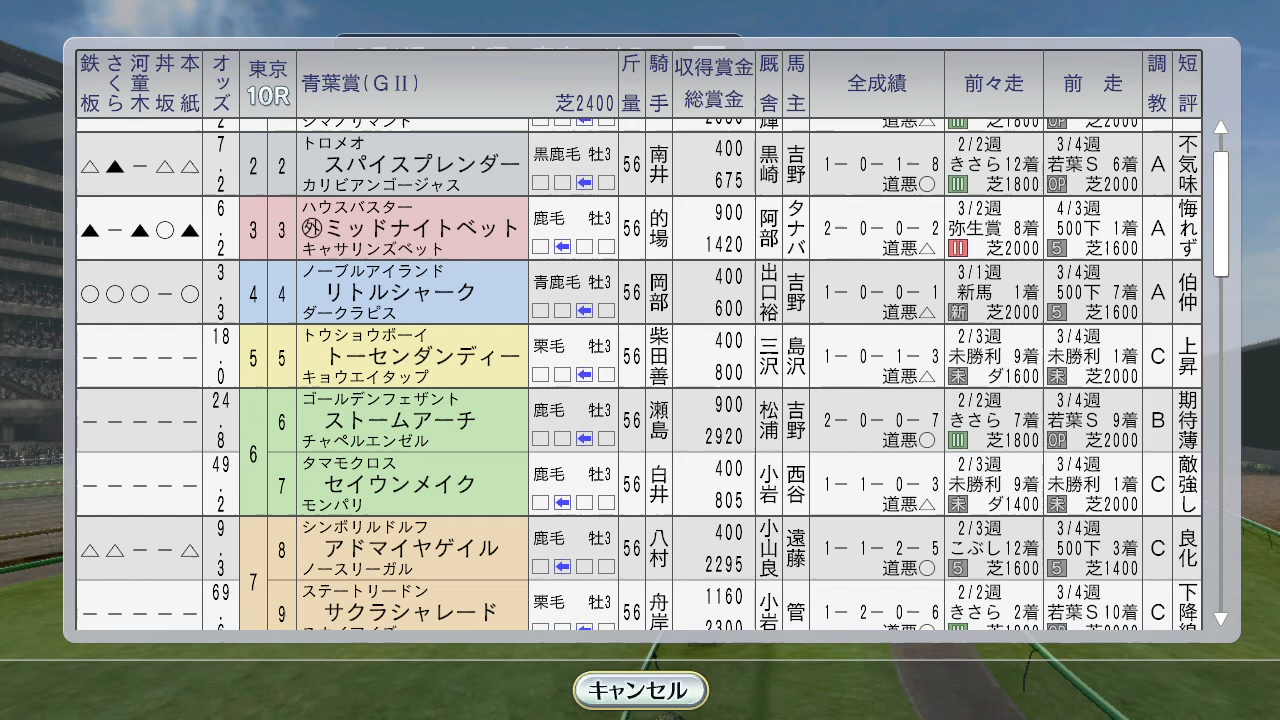 鉄板 さくら 河童木 丼坂 本紙 オッズ 東京 10R 青葉賞(GⅡ) 芝2400 斤量 騎手 収得賞金 総賞金 厩舎 馬主 全成績 前々走 前走 調教 短評
道悪△ Ⅲ 芝1800 OP 芝2000
△ ▲ － △ △ 7.2 2 2 トロメオ 黒鹿毛 牡3 56 南井 400 黒崎 吉野 1－0－1－8 2/2週 3/4週 A 不気味
スパイスプレンダー きさら12着 若葉S 6着
カリビアンゴージャス 675 道悪○ Ⅲ 芝1800 OP 芝2000
▲ － ▲ ○ ▲ 6.2 3 3 ハウスバスター 鹿毛 牡3 56 的場 900 阿部 タナバ 2－0－0－2 3/2週 4/3週 A 侮れず
外ミッドナイトベット 弥生賞 8着 500下 1着
キャサリンズペット 1420 道悪△ Ⅱ 芝2000 5 芝1600
○ ○ ○ － ○ 3.3 4 4 ノーブルアイランド 青鹿毛 牡3 56 岡部 400 出口裕 吉野 1－0－0－1 3/1週 3/4週 A 伯仲
リトルシャーク 新馬 1着 500下 7着
ダークラピス 600 道悪△ 新 芝2000 5 芝1600
－ － － － － 18.0 5 5 トウショウボーイ 栗毛 牡3 56 柴田善 400 三沢 島沢 1－0－1－3 2/3週 3/4週 C 上昇
トーセンダンディー 未勝利 9着 未勝利 1着
キョウエイタップ 800 道悪△ 未 ダ1600 未 芝2000
－ － － － － 24.8 6 6 ゴールデンフェザント 鹿毛 牡3 56 瀬島 900 松浦 吉野 2－0－0－7 2/2週 3/4週 B 期待薄
ストームアーチ きさら 7着 若葉S 9着
チャペルエンゼル 2920 道悪○ Ⅲ 芝1800 OP 芝2000
－ － － － － 49.2 7 タマモクロス 鹿毛 牡3 56 白井 400 小岩 西谷 1－1－0－3 2/3週 3/4週 C 敵強し
セイウンメイク 未勝利 9着 未勝利 1着
モンパリ 805 道悪△ 未 ダ1400 未 芝2000
△ △ － － △ 9.3 7 8 シンボリルドルフ 鹿毛 牡3 56 八村 400 小山良 遠藤 1－1－2－5 2/3週 3/4週 C 良化
アドマイヤゲイル こぶし12着 500下 3着
ノースリーガル 2295 道悪○ 5 芝1600 5 芝1400
－ － － － － 69. 9 ステートリードン 栗毛 牡3 56 舟岸 1160 小岩 管 1－2－0－6 2/2週 3/4週 C 下降線
サクラシャレード きさら 2着 若葉S10着
キャンセル